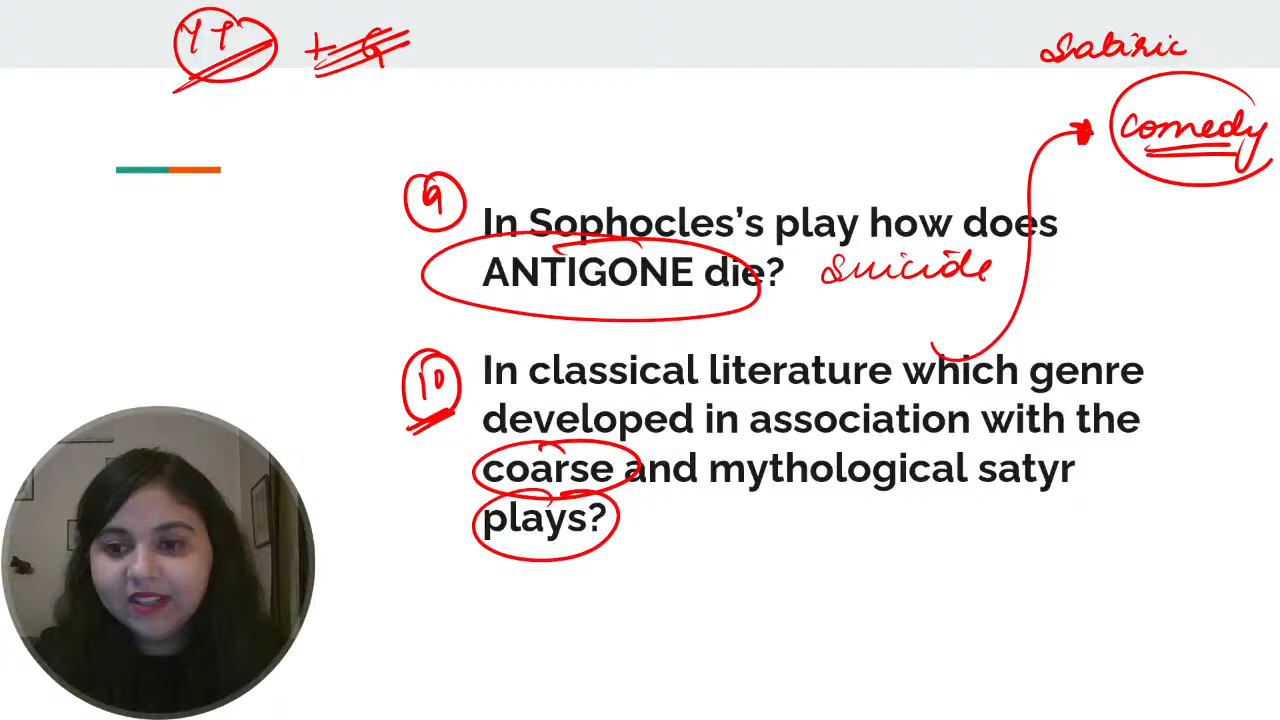 YT + G
Satiric
comedy
9
In Sophocles’s play how does
ANTIGONE die? suicide
10
In classical literature which genre
developed in association with the
coarse and mythological satyr
plays?